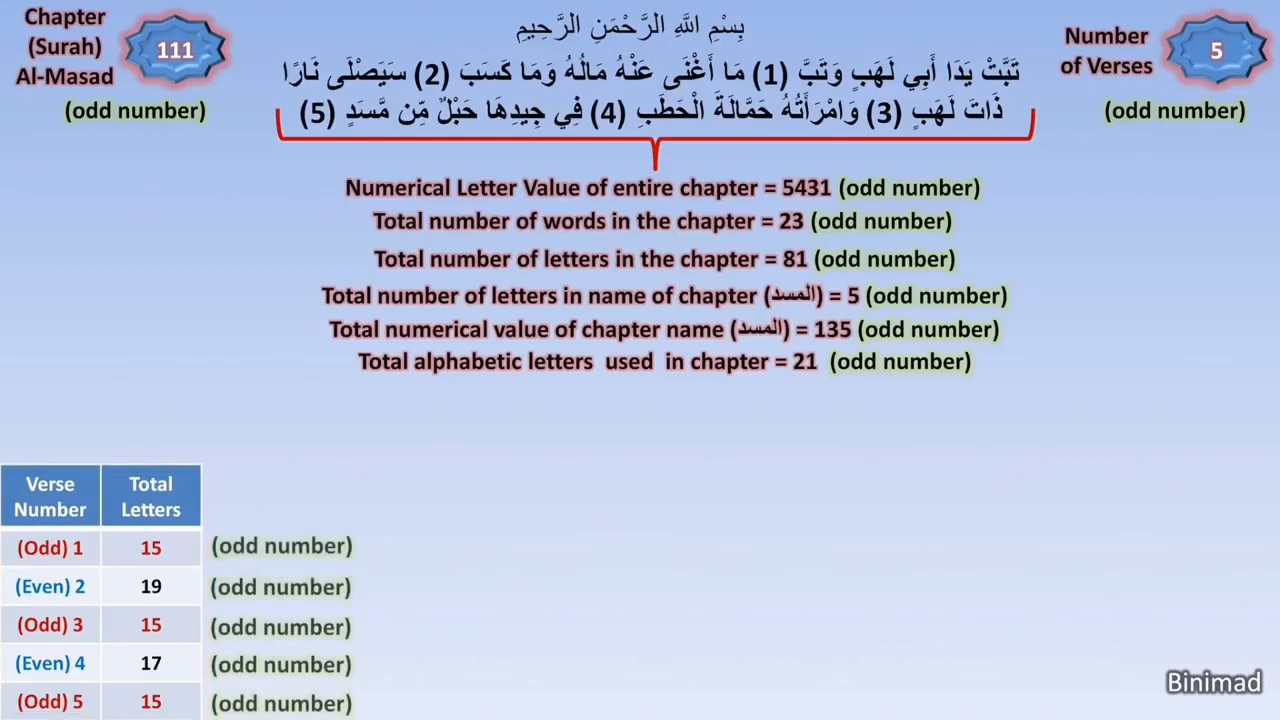 Chapter
(Surah)
Al-Masad
111
(odd number)
بِسْمِ اللَّهِ الرَّحْمَنِ الرَّحِيمِ
Number
of Verses
5
(odd number)
تَبَّتْ يَدَا أَبِي لَهَبٍ وَتَبَّ (1) مَا أَغْنَى عَنْهُ مَالُهُ وَمَا كَسَبَ (2) سَيَصْلَى نَارًا
ذَاتَ لَهَبٍ (3) وَامْرَأَتُهُ حَمَّالَةَ الْحَطَبِ (4) فِي جِيدِهَا حَبْلٌ مِّن مَّسَدٍ (5)
Numerical Letter Value of entire chapter = 5431 (odd number)
Total number of words in the chapter = 23 (odd number)
Total number of letters in the chapter = 81 (odd number)
Total number of letters in name of chapter (المسد) = 5 (odd number)
Total numerical value of chapter name (المسد) = 135 (odd number)
Total alphabetic letters used in chapter = 21 (odd number)
Verse Number Total Letters
(Odd) 1 15 (odd number)
(Even) 2 19 (odd number)
(Odd) 3 15 (odd number)
(Even) 4 17 (odd number)
(Odd) 5 15 (odd number)
Binimad